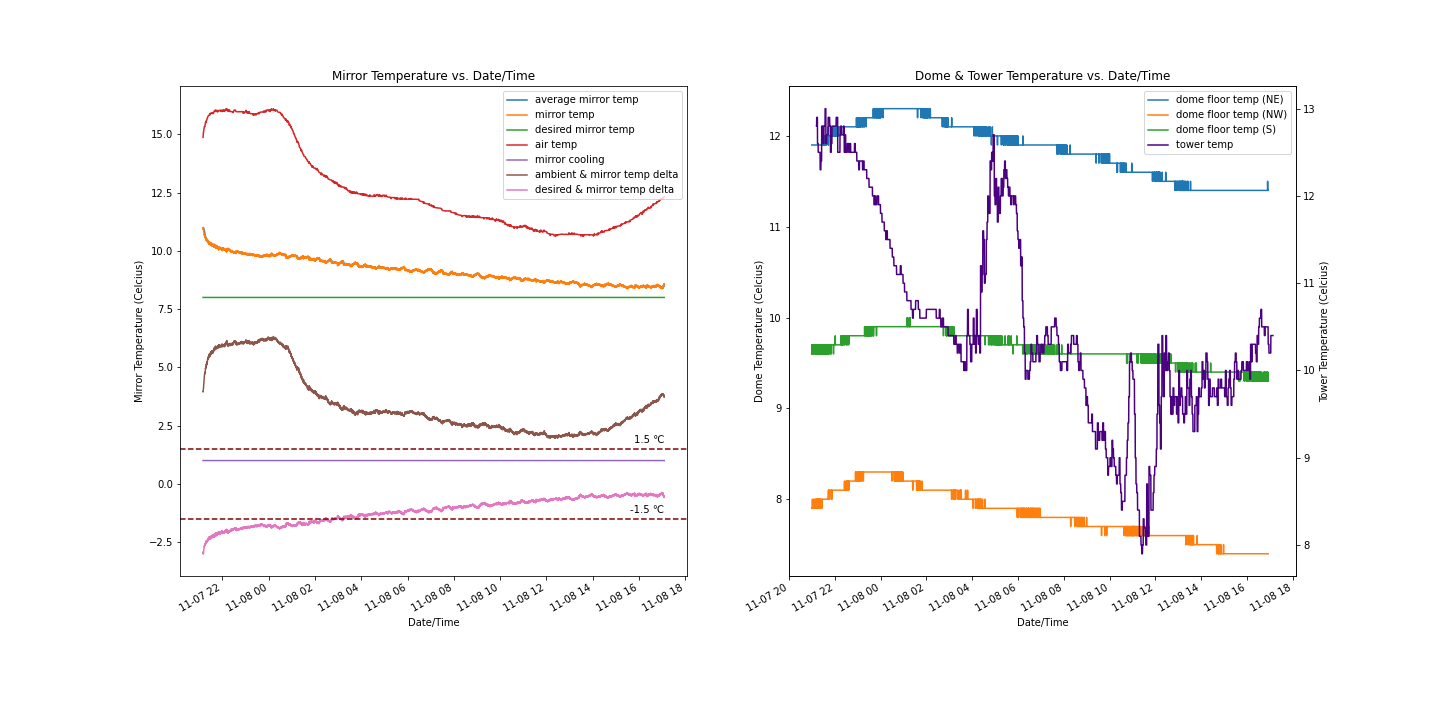 Mirror Temperature vs. Date/Time
Mirror Temperature (Celcius)
15.0
12.5
10.0
7.5
5.0
2.5
0.0
−2.5
average mirror temp
mirror temp
desired mirror temp
air temp
mirror cooling
ambient & mirror temp delta
desired & mirror temp delta
1.5 °C
-1.5 °C
11-07 22
11-08 00
11-08 02
11-08 04
11-08 06
11-08 08
11-08 10
11-08 12
11-08 14
11-08 16
11-08 18
Date/Time
Dome & Tower Temperature vs. Date/Time
Dome Temperature (Celcius)
12
11
10
9
8
dome floor temp (NE)
dome floor temp (NW)
dome floor temp (S)
tower temp
13
12
11
10
9
8
Tower Temperature (Celcius)
11-07 20
11-07 22
11-08 00
11-08 02
11-08 04
11-08 06
11-08 08
11-08 10
11-08 12
11-08 14
11-08 16
11-08 18
Date/Time